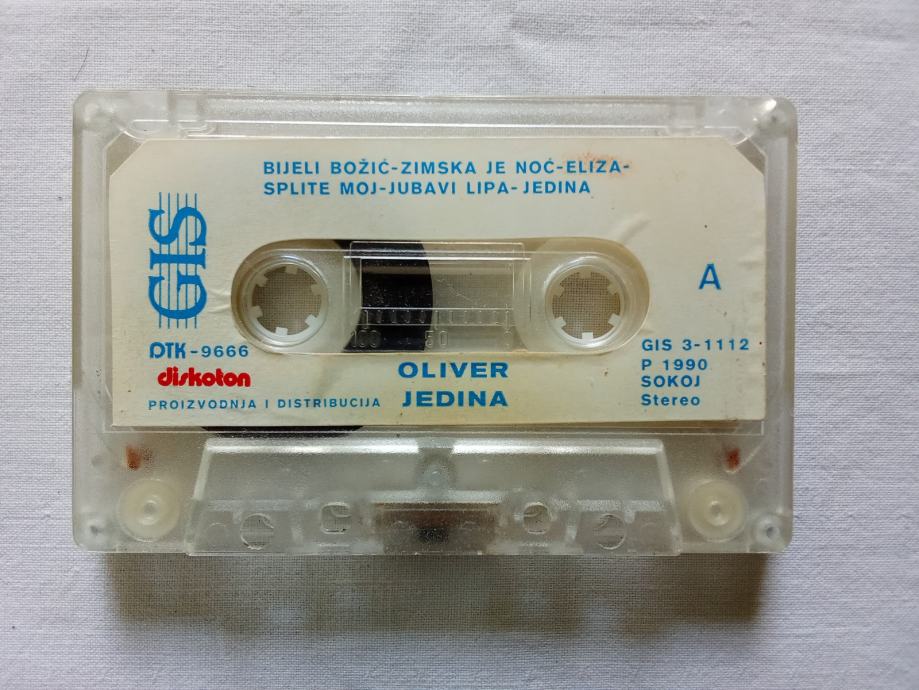 BIJELI BOŽIĆ-ZIMSKA JE NOĆ-ELIZA-
SPLITE MOJ-JUBAVI LIPA-JEDINA
GIS
A
DTK-9666
diskoton
PROIZVODNJA I DISTRIBUCIJA
100 50 0
OLIVER
JEDINA
GIS 3-1112
P 1990
SOKOJ
Stereo